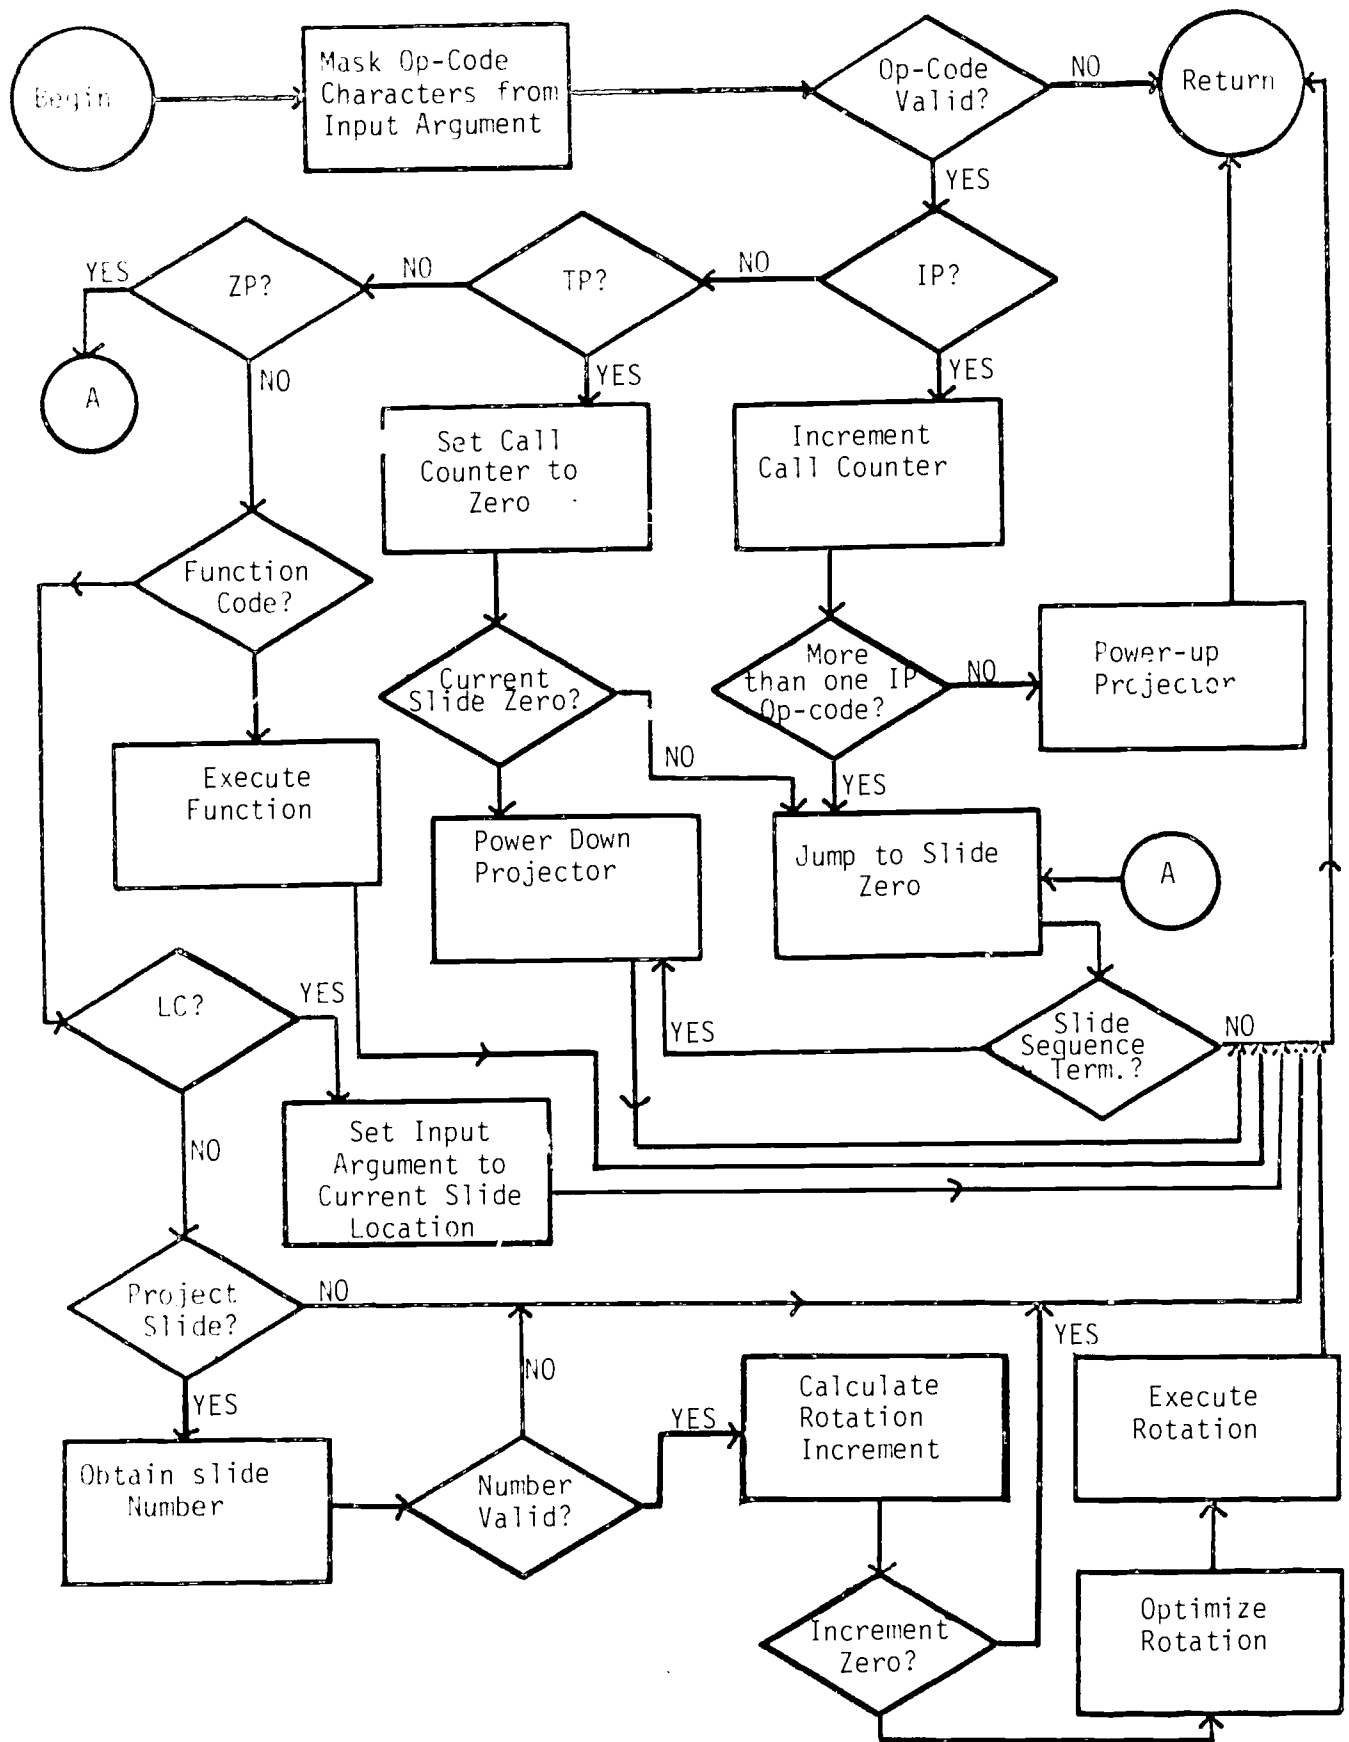 Begin
Mask Op-Code
Characters from
Input Argument
Op-Code
Valid?
NO
Return
YES
YES
ZP?
NO
TP?
NO
IP?
A
NO
YES
YES
Set Call
Counter to
Zero
Increment
Call Counter
Function
Code?
Current
Slide Zero?
More
than one IP
Op-code?
NO
Power-up
Projector
NO
YES
Execute
Function
Power Down
Projector
Jump to Slide
Zero
A
LC?
YES
YES
Slide
Sequence
Term.?
NO
NO
Set Input
Argument to
Current Slide
Location
Project
Slide?
NO
YES
NO
YES
YES
Calculate
Rotation
Increment
Execute
Rotation
Obtain slide
Number
Number
Valid?
Increment
Zero?
Optimize
Rotation